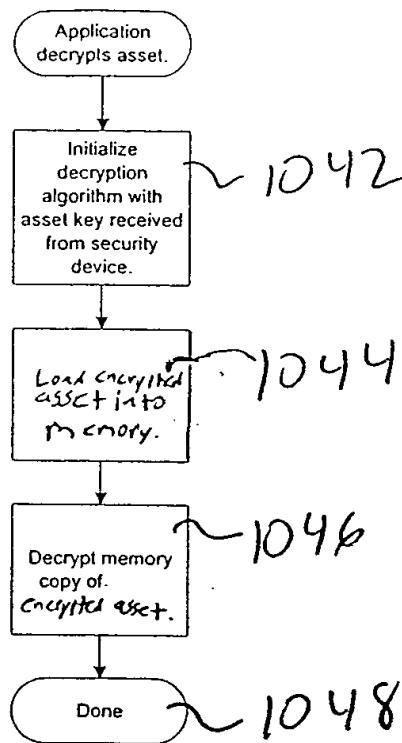 Application
decrypts asset.
Initialize
decryption
algorithm with
asset key received
from security
device.
1042
Load encrypted
asset into
memory.
1044
Decrypt memory
copy of.
encrypted asset.
1046
Done
1048